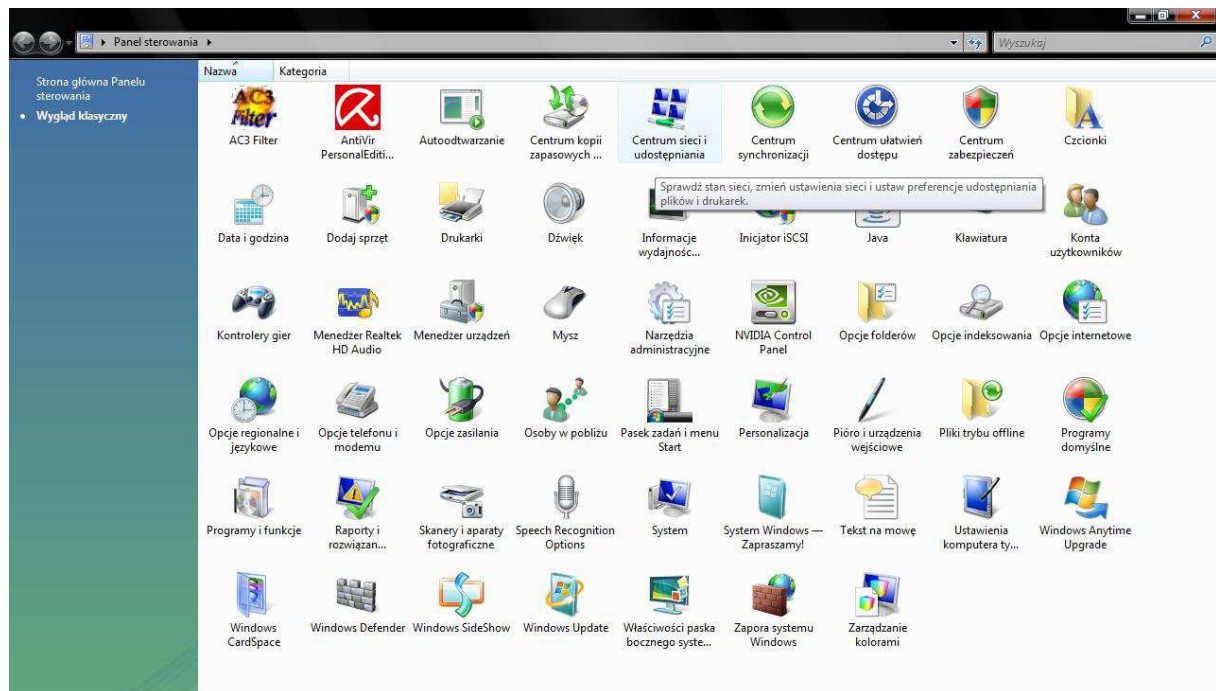 Panel sterowania
Wyszukaj
Strona główna Panelu
sterowania
Wygląd klasyczny
Nazwa Kategoria
AC3
Filter
AC3 Filter
AntiVir
PersonalEditi...
Autoodtwarzanie
Centrum kopii
zapasowych ...
Centrum sieci i
udostępniania
Centrum
synchronizacji
Centrum ułatwień
dostępu
Centrum
zabezpieczeń
Czcionki
Sprawdź stan sieci, zmień ustawienia sieci i ustaw preferencje udostępniania
plików i drukarek.
Data i godzina
Dodaj sprzęt
Drukarki
Dźwięk
Informacje
wydajnośc...
Inicjator iSCSI
Java
Klawiatura
Konta
użytkowników
Kontrolery gier
Menedżer Realtek
HD Audio
Menedżer urządzeń
Mysz
Narzędzia
administracyjne
NVIDIA Control
Panel
Opcje folderów
Opcje indeksowania
Opcje internetowe
Opcje regionalne i
językowe
Opcje telefonu i
modemu
Opcje zasilania
Osoby w pobliżu
Pasek zadań i menu
Start
Personalizacja
Pióro i urządzenia
wejściowe
Pliki trybu offline
Programy
domyślne
Programy i funkcje
Raporty i
rozwiązan...
Skanery i aparaty
fotograficzne
Speech Recognition
Options
System
System Windows —
Zapraszamy!
Tekst na mowę
Ustawienia
komputera ty...
Windows Anytime
Upgrade
Windows
CardSpace
Windows Defender
Windows SideShow
Windows Update
Właściwości paska
bocznego syste...
Zapora systemu
Windows
Zarządzanie
kolorami